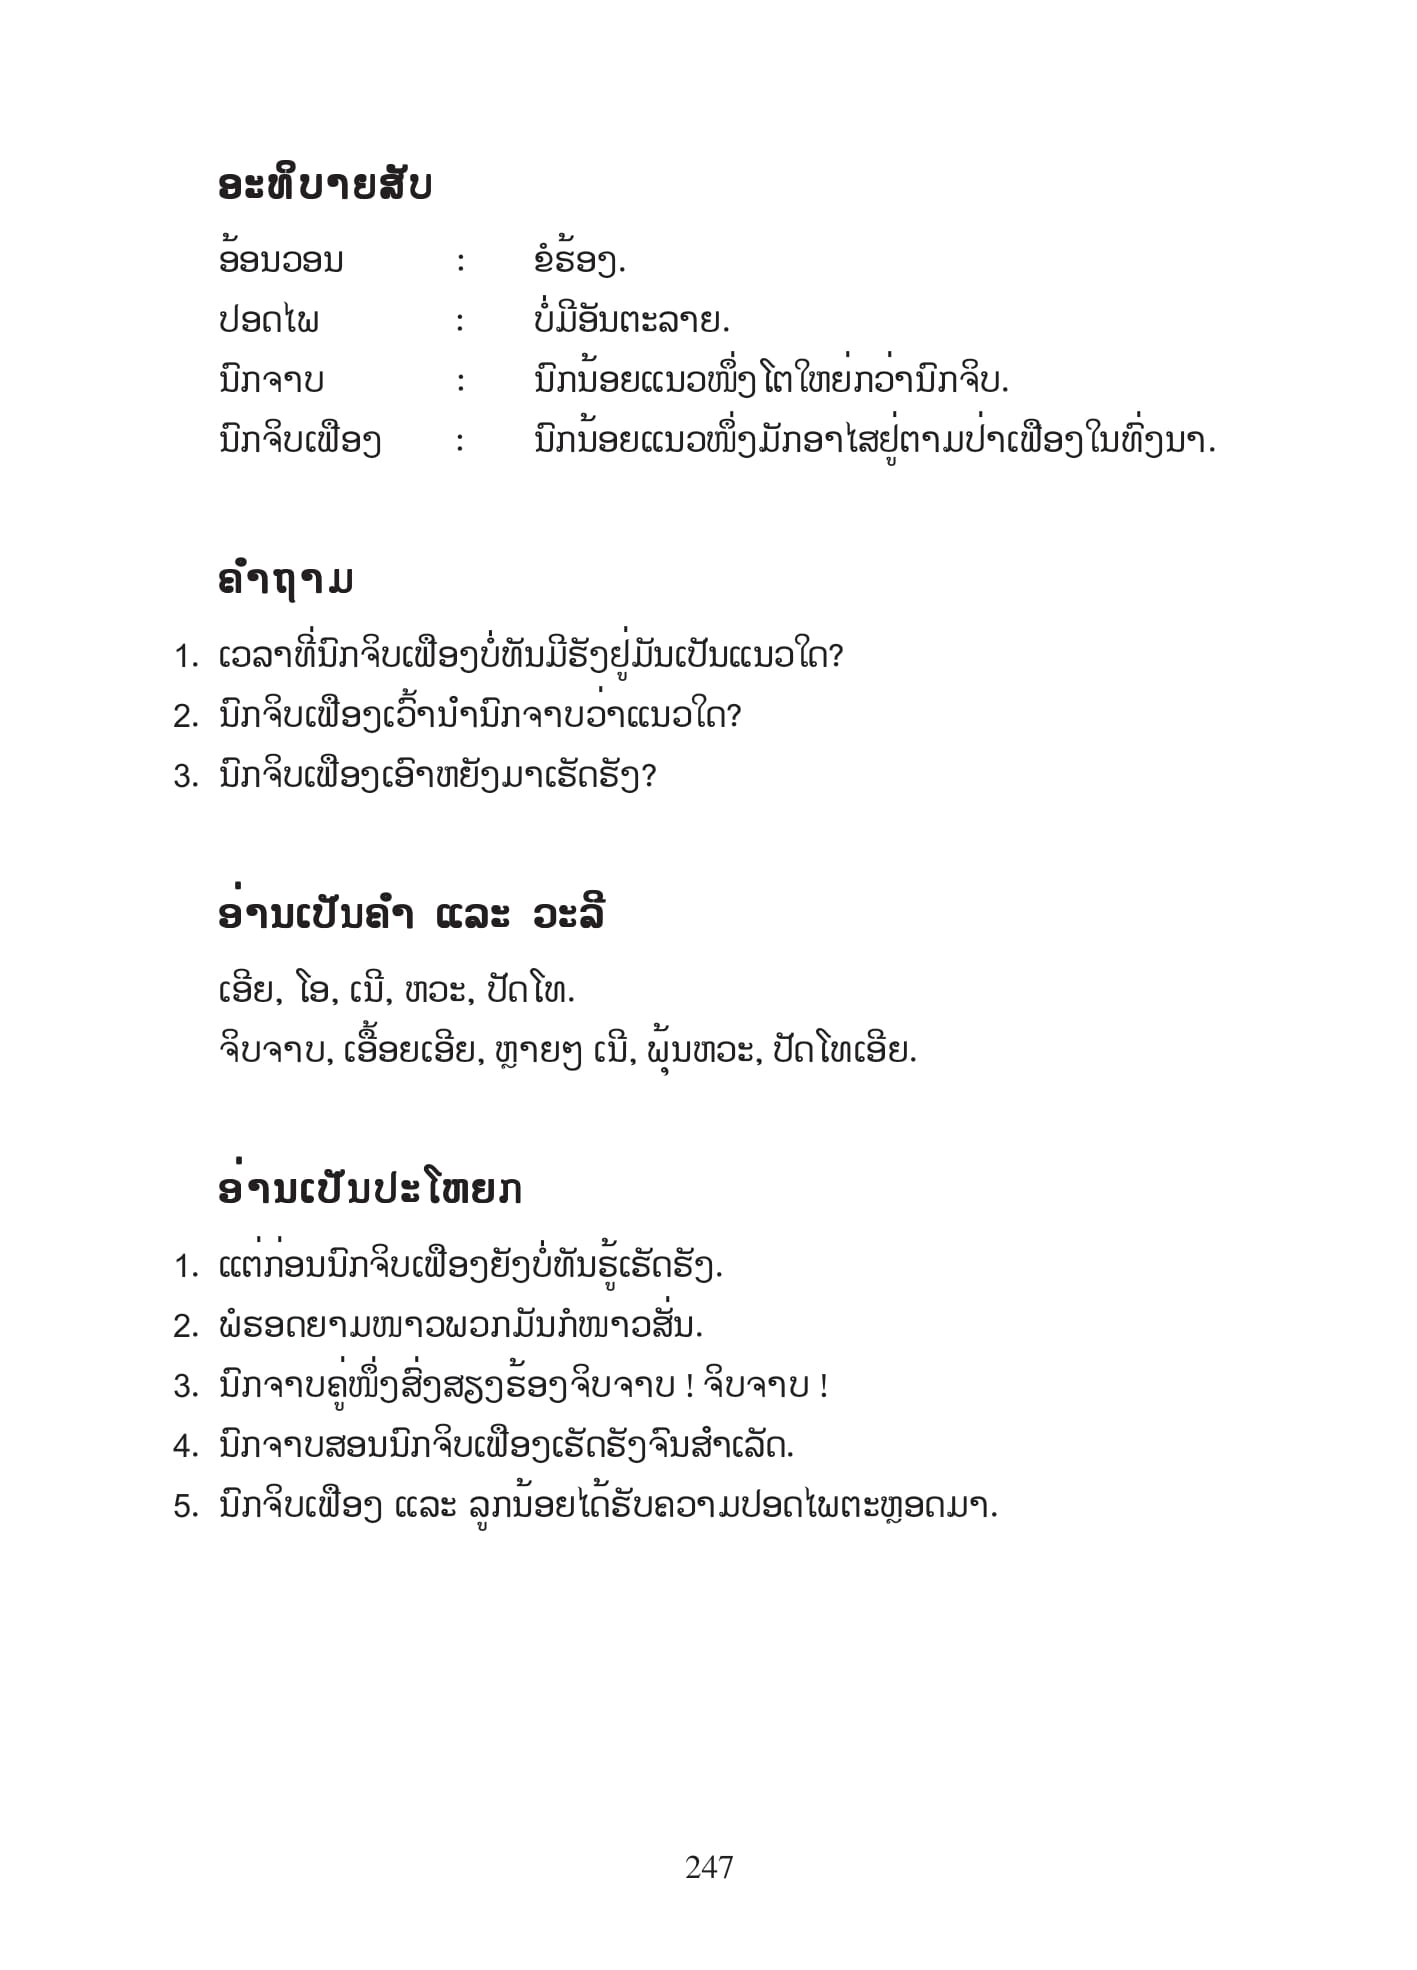 ອະທິບາຍສັບ
ອ້ອນວອນ : ຂໍຮ້ອງ.
ປອດໄພ : ບໍ່ມີອັນຕະລາຍ.
ນົກຈາບ : ນົກນ້ອຍແນວໜຶ່ງໂຕໃຫຍ່ກວ່ານົກຈິບ.
ນົກຈິບເຟືອງ : ນົກນ້ອຍແນວໜຶ່ງມັກອາໄສຢູ່ຕາມປ່າເຟືອງໃນທົ່ງນາ.
ຄຳຖາມ
1. ເວລາທີ່ນົກຈິບເຟືອງບໍ່ທັນມີຮັງຢູ່ມັນເປັນແນວໃດ?
2. ນົກຈິບເຟືອງເວົ້ານຳນົກຈາບວ່າແນວໃດ?
3. ນົກຈິບເຟືອງເອົາຫຍັງມາເຮັດຮັງ?
ອ່ານເປັນຄຳ ແລະ ວະລີ
ເອີຍ, ໂອ, ເນີ, ຫວະ, ປັດໂທ.
ຈິບຈາບ, ເອື້ອຍເອີຍ, ຫຼາຍໆ ເນີ, ພຸ້ນຫວະ, ປັດໂທເອີຍ.
ອ່ານເປັນປະໂຫຍກ
1. ແຕ່ກ່ອນນົກຈິບເຟືອງຍັງບໍ່ທັນຮູ້ເຮັດຮັງ.
2. ພໍຮອດຍາມໜາວພວກມັນກໍໜາວສັ່ນ.
3. ນົກຈາບຄູ່ໜຶ່ງສົ່ງສຽງຮ້ອງຈິບຈາບ ! ຈິບຈາບ !
4. ນົກຈາບສອນນົກຈິບເຟືອງເຮັດຮັງຈົນສຳເລັດ.
5. ນົກຈິບເຟືອງ ແລະ ລູກນ້ອຍໄດ້ຮັບຄວາມປອດໄພຕະຫຼອດມາ.
247